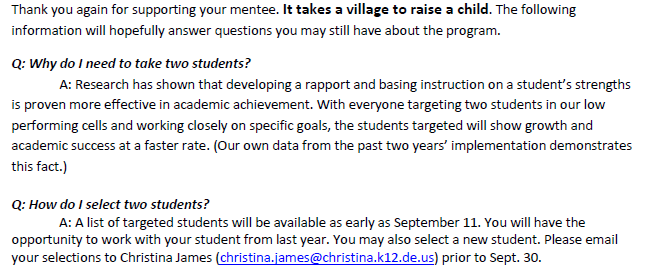 Thank you again for supporting your mentee. It takes a village to raise a child. The following
information will hopefully answer questions you may still have about the program.
Q: Why do I need to take two students?
A: Research has shown that developing a rapport and basing instruction on a student's strengths
is proven more effective in academic achievement. With everyone targeting two students in our low
performing cells and working closely on specific goals, the students targeted will show growth and
academic success at a faster rate. (Our own data from the past two years' implementation demonstrates
this fact.)
Q: How do I select two students?
A: A list of targeted students will be available as early as September 11. You will have the
opportunity to work with your student from last year. You may also select a new student. Please email
your selections to Christina James (christina.james@christina.k12.de.us) prior to Sept. 30.